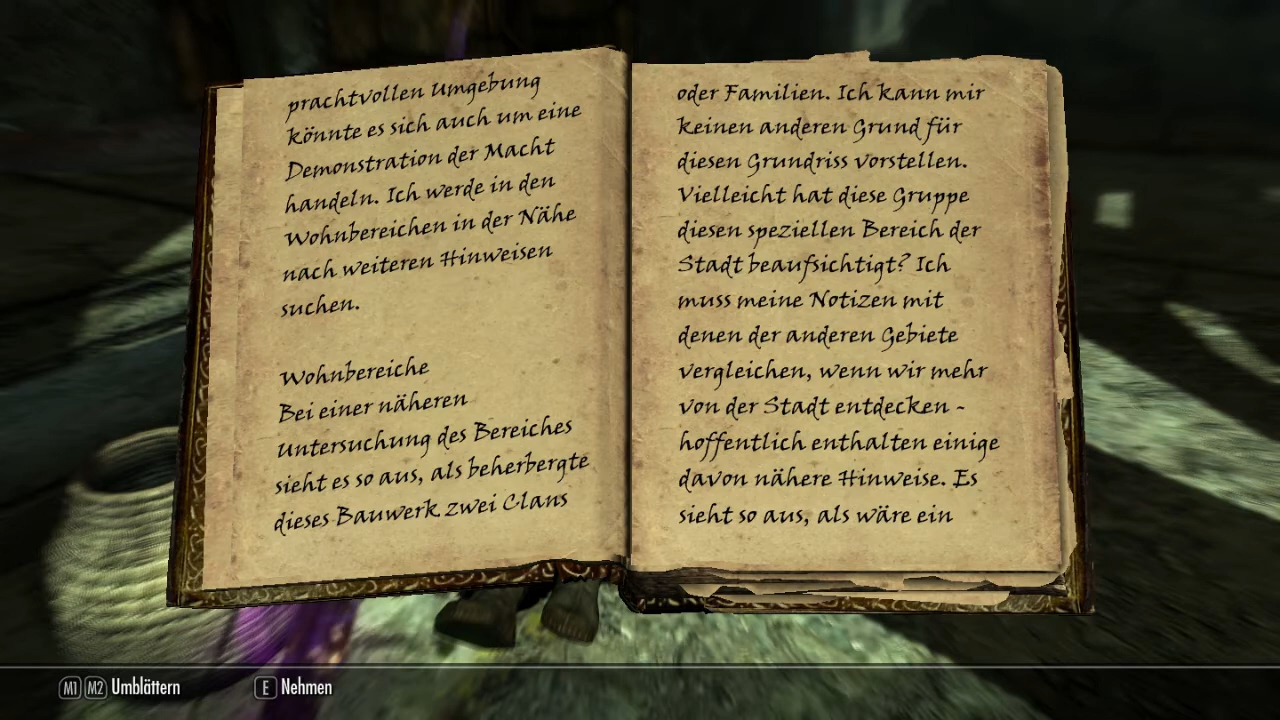 prachtvollen Umgebung
könnte es sich auch um eine
Demonstration der Macht
handeln. Ich werde in den
Wohnbereichen in der Nähe
nach weiteren Hinweisen
suchen.
Wohnbereiche
Bei einer näheren
Untersuchung des Bereiches
sieht es so aus, als beherbergte
dieses Bauwerk zwei Clans
oder Familien. Ich kann mir
keinen anderen Grund für
diesen Grundriss vorstellen.
Vielleicht hat diese Gruppe
diesen speziellen Bereich der
Stadt beaufsichtigt? Ich
muss meine Notizen mit
denen der anderen Gebiete
vergleichen, wenn wir mehr
von der Stadt entdecken -
hoffentlich enthalten einige
davon nähere Hinweise. Es
sieht so aus, als wäre ein
M1 M2 Umblättern
E Nehmen